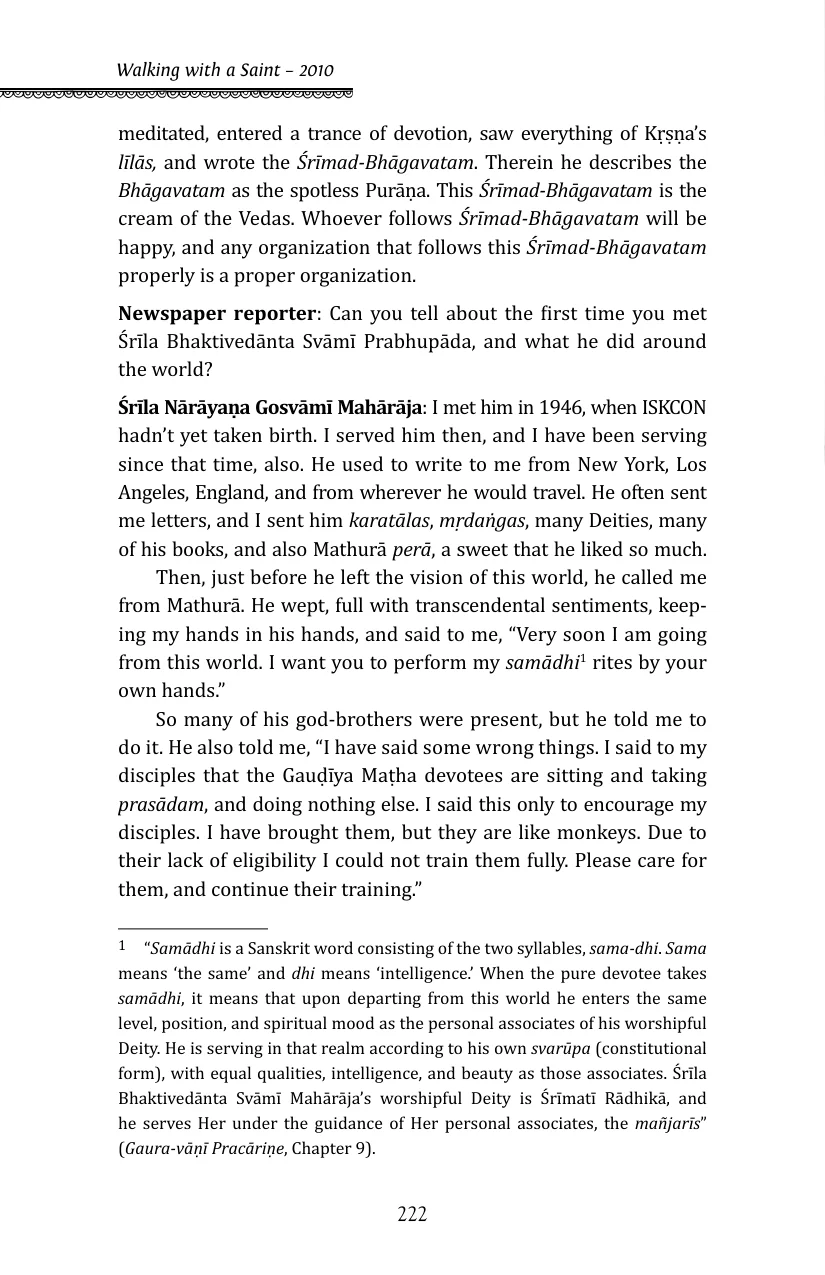 Walking with a Saint – 2010
meditated, entered a trance of devotion, saw everything of Kṛṣṇa’s
līlās, and wrote the Śrīmad-Bhāgavatam. Therein he describes the
Bhāgavatam as the spotless Purāṇa. This Śrīmad-Bhāgavatam is the
cream of the Vedas. Whoever follows Śrīmad-Bhāgavatam will be
happy, and any organization that follows this Śrīmad-Bhāgavatam
properly is a proper organization.
Newspaper reporter: Can you tell about the first time you met
Śrīla Bhaktivedānta Svāmī Prabhupāda, and what he did around
the world?
Śrīla Nārāyaṇa Gosvāmī Mahārāja: I met him in 1946, when ISKCON
hadn’t yet taken birth. I served him then, and I have been serving
since that time, also. He used to write to me from New York, Los
Angeles, England, and from wherever he would travel. He often sent
me letters, and I sent him karatālas, mṛdaṅgas, many Deities, many
of his books, and also Mathurā perā, a sweet that he liked so much.
Then, just before he left the vision of this world, he called me
from Mathurā. He wept, full with transcendental sentiments, keep-
ing my hands in his hands, and said to me, “Very soon I am going
from this world. I want you to perform my samādhi1 rites by your
own hands.”
So many of his god-brothers were present, but he told me to
do it. He also told me, “I have said some wrong things. I said to my
disciples that the Gauḍīya Maṭha devotees are sitting and taking
prasādam, and doing nothing else. I said this only to encourage my
disciples. I have brought them, but they are like monkeys. Due to
their lack of eligibility I could not train them fully. Please care for
them, and continue their training.”
1 “Samādhi is a Sanskrit word consisting of the two syllables, sama-dhi. Sama
means ‘the same’ and dhi means ‘intelligence.’ When the pure devotee takes
samādhi, it means that upon departing from this world he enters the same
level, position, and spiritual mood as the personal associates of his worshipful
Deity. He is serving in that realm according to his own svarūpa (constitutional
form), with equal qualities, intelligence, and beauty as those associates. Śrīla
Bhaktivedānta Svāmī Mahārāja’s worshipful Deity is Śrīmatī Rādhikā, and
he serves Her under the guidance of Her personal associates, the mañjarīs”
(Gaura-vāṇī Pracāriṇe, Chapter 9).
222